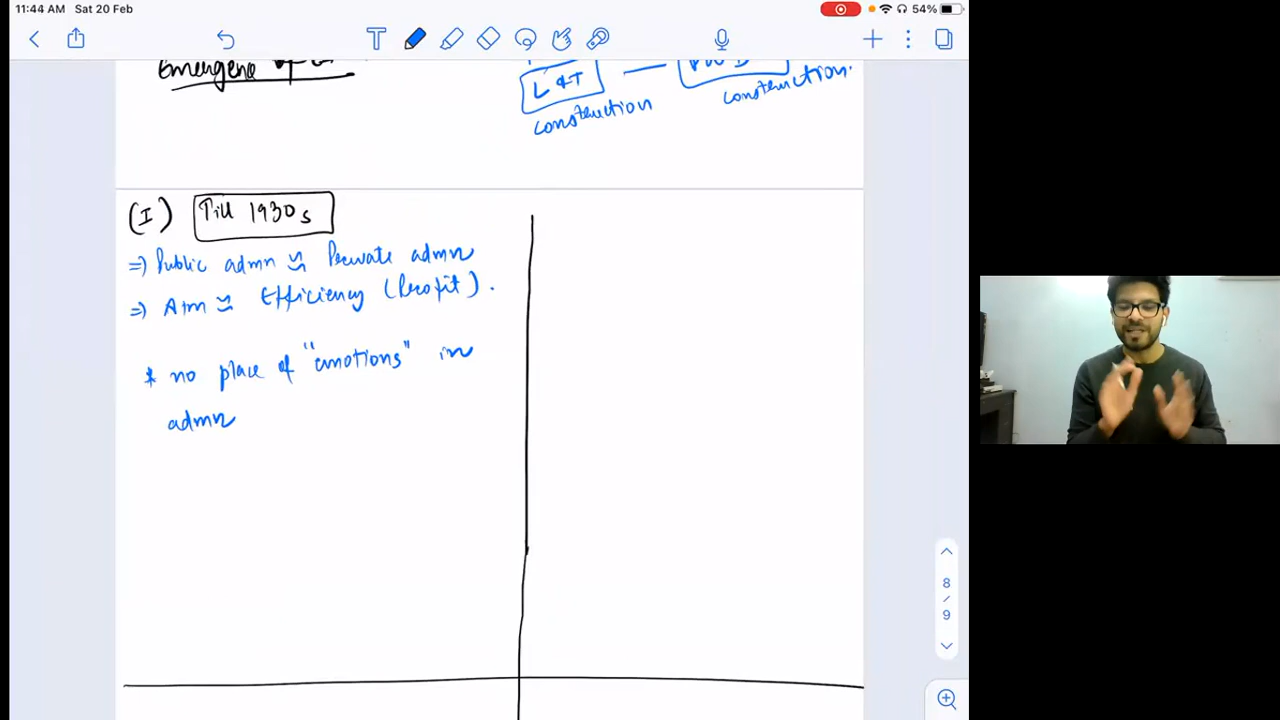 11:44 AM Sat 20 Feb
54%
T
L & T
construction
construction.
(I) Till 1930s
⇒ Public admn ≈ Private admn
⇒ Aim ≈ Efficiency (Profit).
* no place of "emotions" in
admn
8
/
9